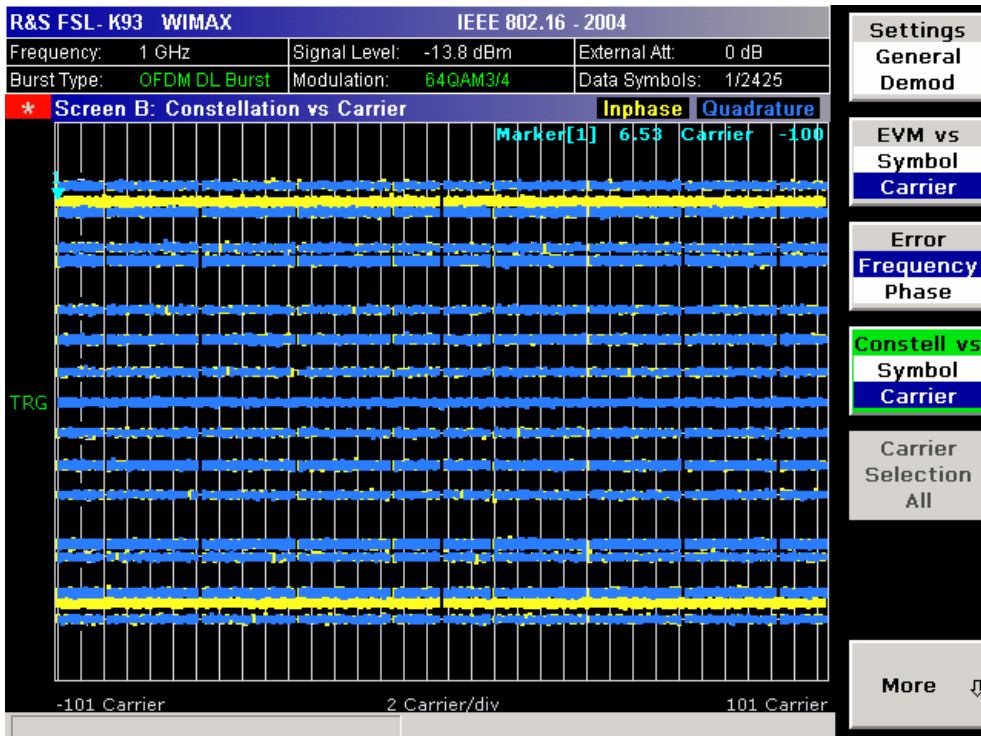 R&S FSL-K93 WIMAX IEEE 802.16 - 2004
Frequency: 1 GHz Signal Level: -13.8 dBm External Att: 0 dB
Burst Type: OFDM DL Burst Modulation: 64QAM3/4 Data Symbols: 1/2425
* Screen B: Constellation vs Carrier Inphase Quadrature
Marker[1] 6.53 Carrier -100
1
TRG
-101 Carrier 2 Carrier/div 101 Carrier
Settings
General
Demod
EVM vs
Symbol
Carrier
Error
Frequency
Phase
Constell vs
Symbol
Carrier
Carrier
Selection
All
More